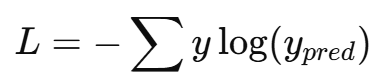 L = −∑ y log(y_pred)